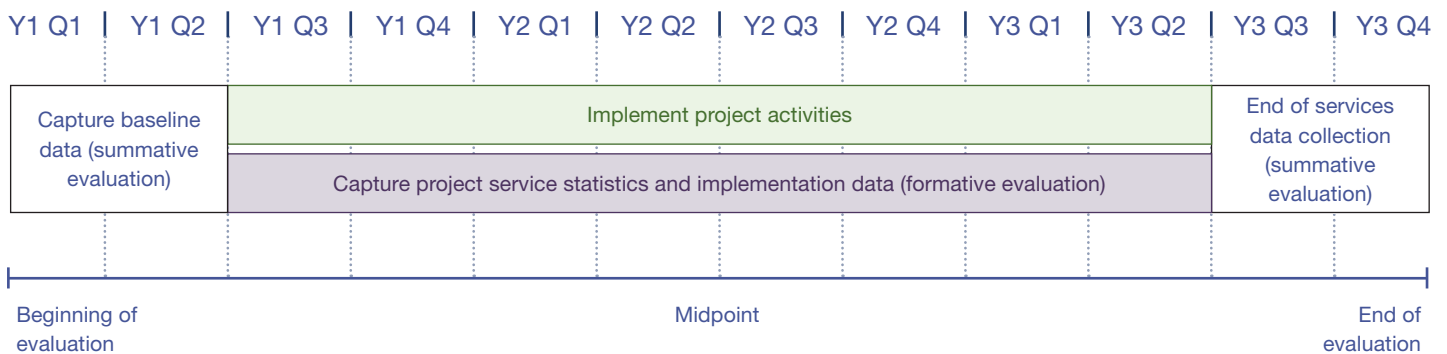 Y1 Q1 Y1 Q2 Y1 Q3 Y1 Q4 Y2 Q1 Y2 Q2 Y2 Q3 Y2 Q4 Y3 Q1 Y3 Q2 Y3 Q3 Y3 Q4
Capture baseline
data (summative
evaluation)
Implement project activities
Capture project service statistics and implementation data (formative evaluation)
End of services
data collection
(summative
evaluation)
Beginning of
evaluation
Midpoint
End of
evaluation